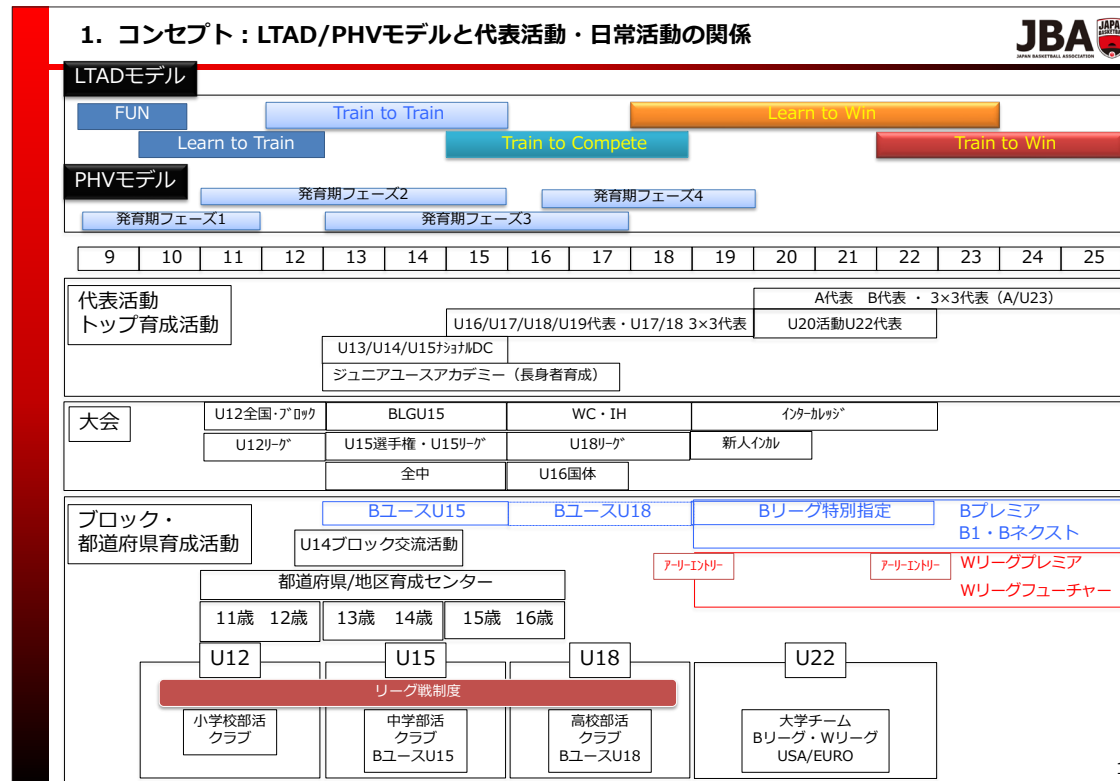 1. コンセプト：LTAD/PHVモデルと代表活動・日常活動の関係
JBA
JAPAN BASKETBALL ASSOCIATION
LTADモデル
FUN
Train to Train
Learn to Win
Learn to Train
Train to Compete
Train to Win
PHVモデル
発育期フェーズ2
発育期フェーズ4
発育期フェーズ1
発育期フェーズ3
9 10 11 12 13 14 15 16 17 18 19 20 21 22 23 24 25
代表活動
トップ育成活動
A代表 B代表 ・ 3×3代表（A/U23）
U16/U17/U18/U19代表・U17/18 3×3代表
U20活動U22代表
U13/U14/U15ﾅｼｮﾅﾙDC
ジュニアユースアカデミー（長身者育成）
大会
U12全国・ﾌﾞﾛｯｸ
BLGU15
WC・IH
ｲﾝﾀｰｶﾚｯｼﾞ
U12ﾘｰｸﾞ
U15選手権・U15ﾘｰｸﾞ
U18ﾘｰｸﾞ
新人ｲﾝｶﾚ
全中
U16国体
ブロック・
都道府県育成活動
BユースU15
BユースU18
Bリーグ特別指定
Bプレミア
B1・Bネクスト
U14ブロック交流活動
ｱｰﾘｰｴﾝﾄﾘｰ
ｱｰﾘｰｴﾝﾄﾘｰ
Wリーグプレミア
Wリーグフューチャー
都道府県/地区育成センター
11歳 12歳
13歳 14歳
15歳 16歳
U12
U15
U18
U22
リーグ戦制度
小学校部活
クラブ
中学部活
クラブ
BユースU15
高校部活
クラブ
BユースU18
大学チーム
Bリーグ・Wリーグ
USA/EURO